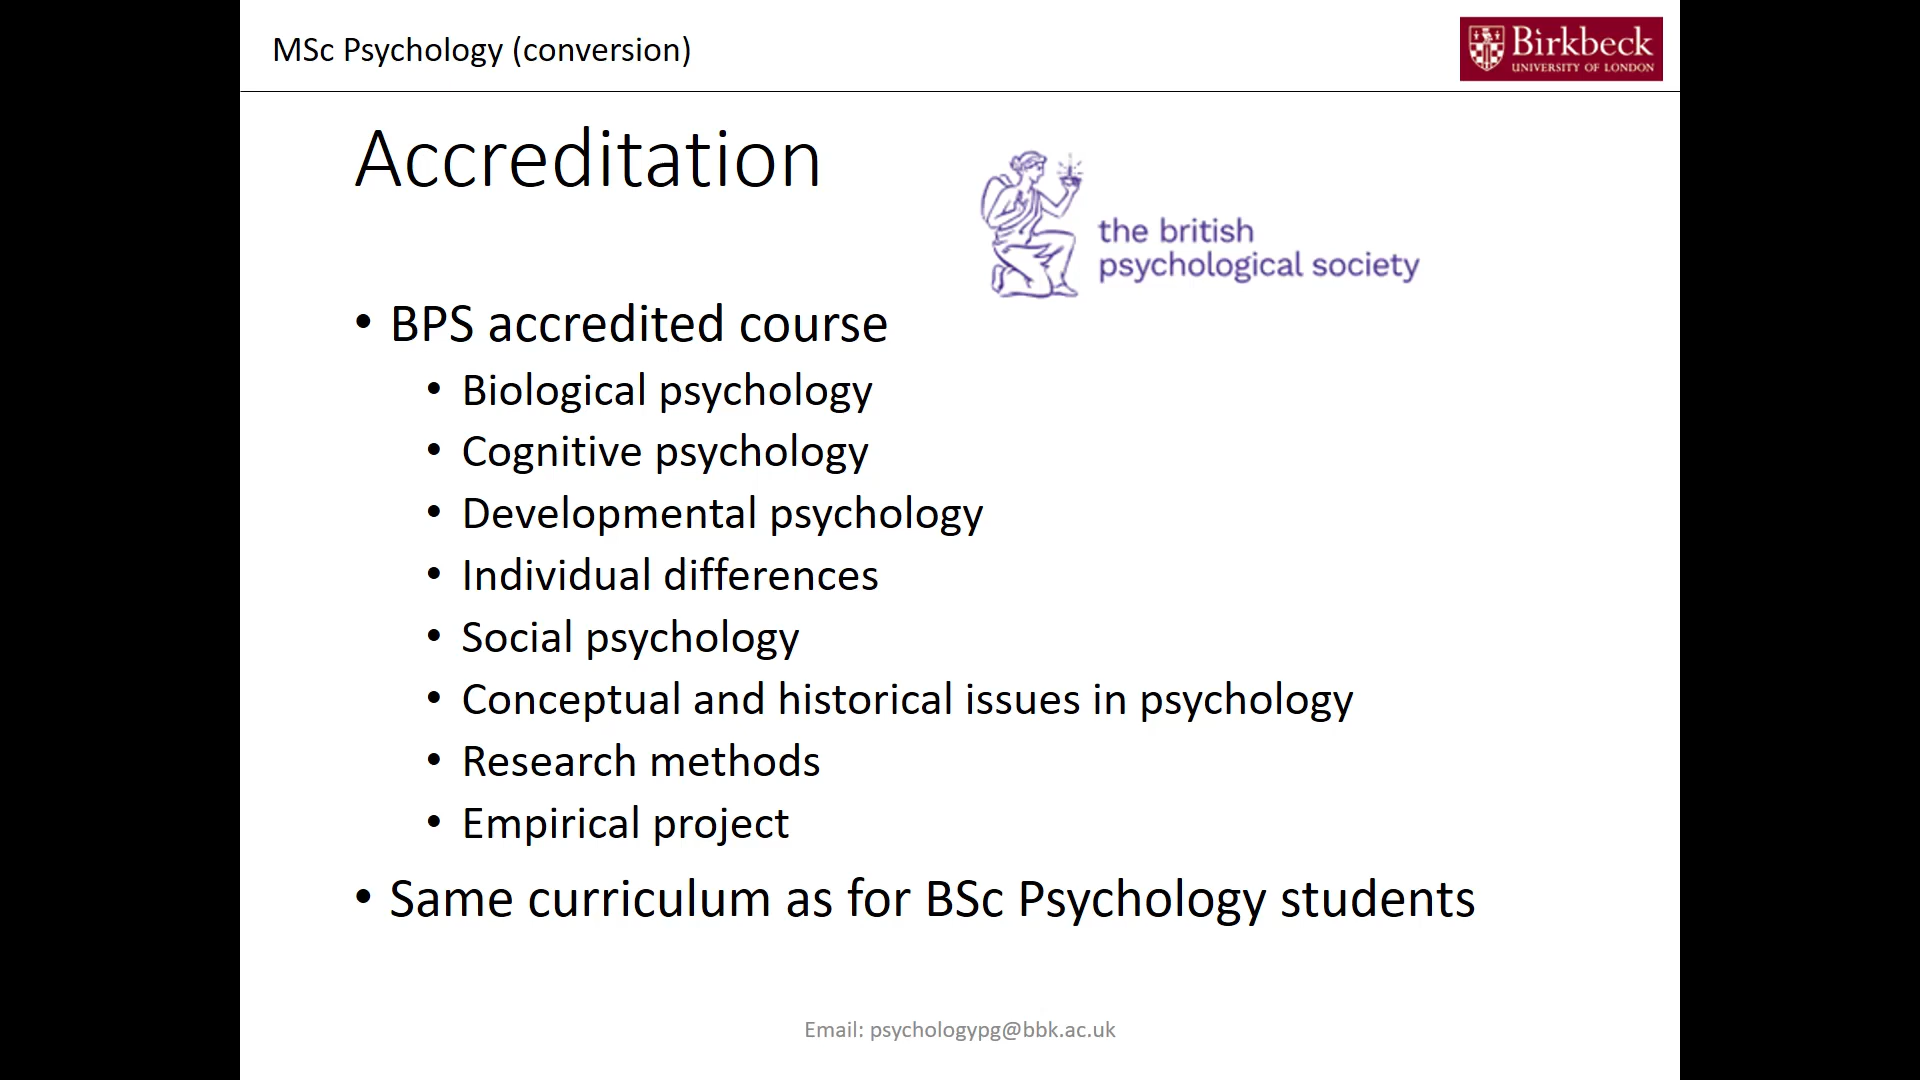 MSc Psychology (conversion)
Birkbeck
UNIVERSITY OF LONDON
Accreditation
the british
psychological society
• BPS accredited course
• Biological psychology
• Cognitive psychology
• Developmental psychology
• Individual differences
• Social psychology
• Conceptual and historical issues in psychology
• Research methods
• Empirical project
• Same curriculum as for BSc Psychology students
Email: psychologypg@bbk.ac.uk